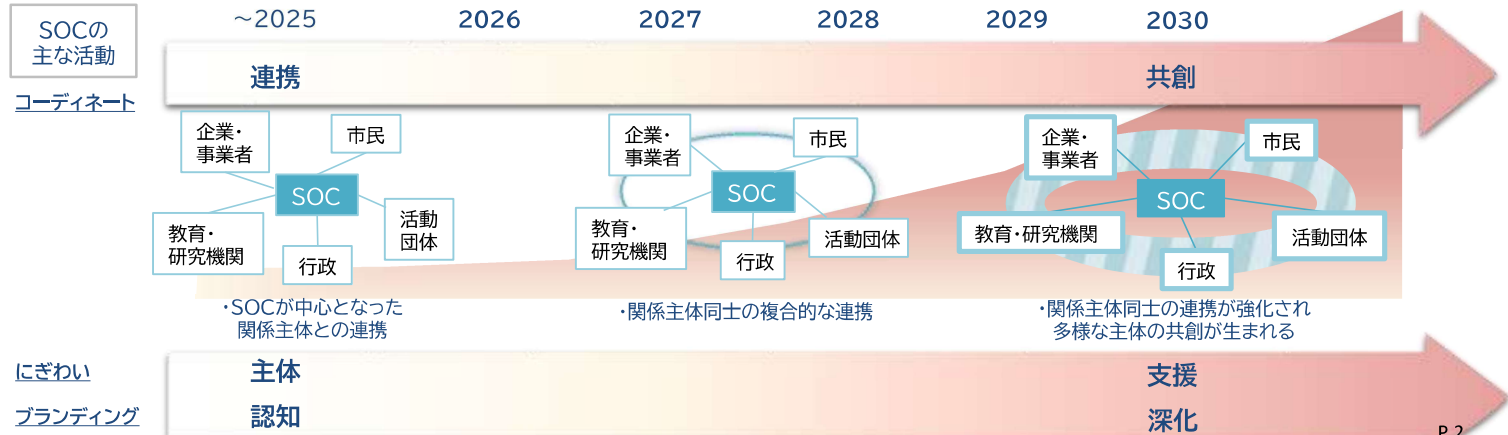 SOCの
主な活動
～2025
2026
2027
2028
2029
2030
連携
共創
コーディネート
企業・
事業者
市民
SOC
教育・
研究機関
行政
活動
団体
・SOCが中心となった
関係主体との連携
企業・
事業者
市民
SOC
教育・
研究機関
行政
活動団体
・関係主体同士の複合的な連携
企業・
事業者
市民
SOC
教育・研究機関
行政
活動団体
・関係主体同士の連携が強化され
多様な主体の共創が生まれる
にぎわい
主体
支援
ブランディング
認知
深化
P.2